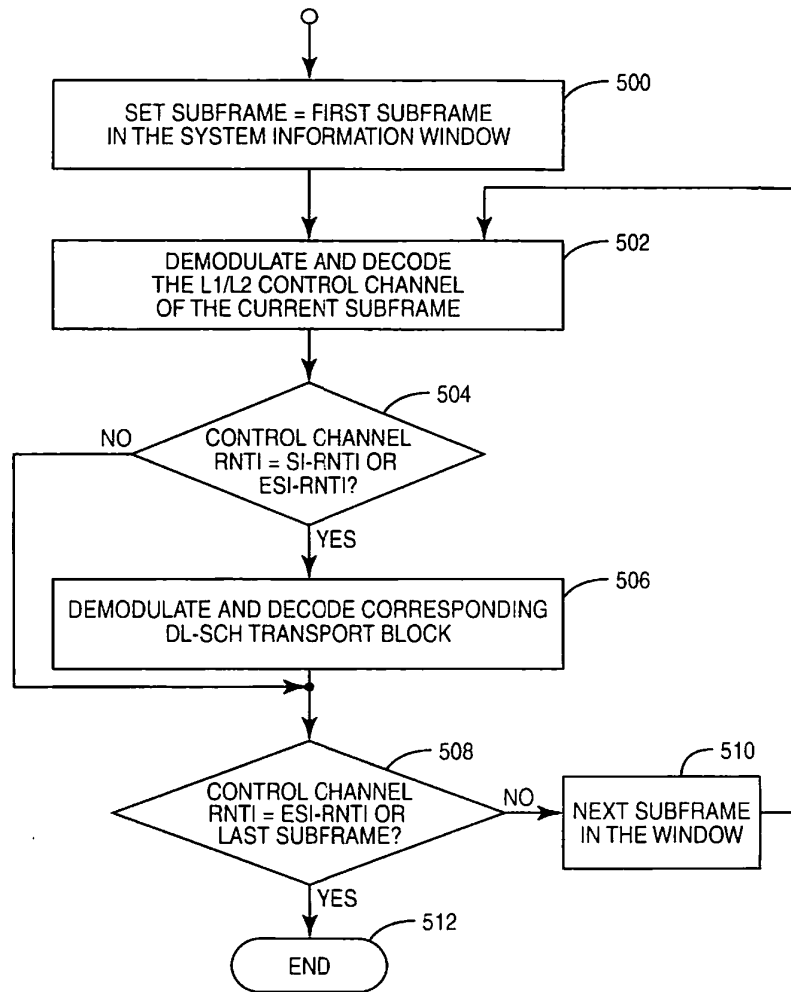 500
SET SUBFRAME = FIRST SUBFRAME
IN THE SYSTEM INFORMATION WINDOW
502
DEMODULATE AND DECODE
THE L1/L2 CONTROL CHANNEL
OF THE CURRENT SUBFRAME
504
NO
CONTROL CHANNEL
RNTI = SI-RNTI OR
ESI-RNTI?
YES
506
DEMODULATE AND DECODE CORRESPONDING
DL-SCH TRANSPORT BLOCK
508
CONTROL CHANNEL
RNTI = ESI-RNTI OR
LAST SUBFRAME?
NO
510
NEXT SUBFRAME
IN THE WINDOW
YES
512
END